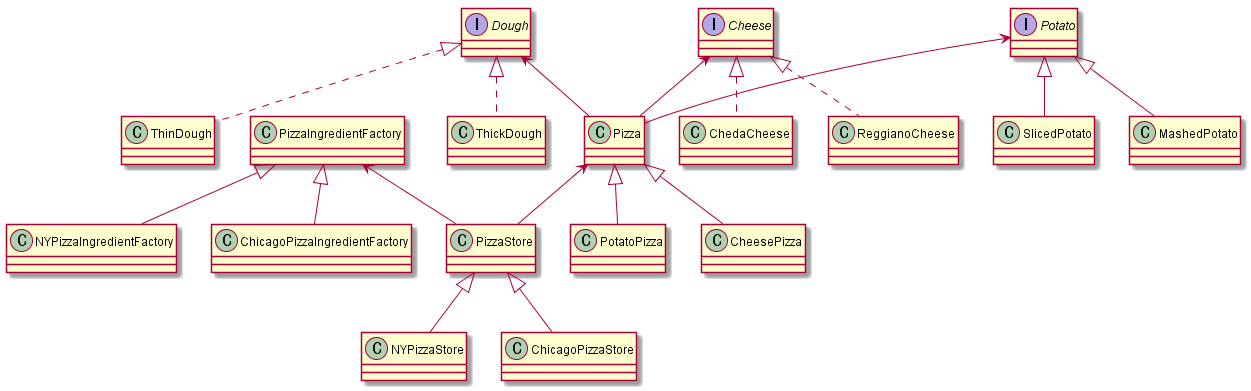 I Dough
I Cheese
I Potato
C ThinDough
C PizzaIngredientFactory
C ThickDough
C Pizza
C ChedaCheese
C ReggianoCheese
C SlicedPotato
C MashedPotato
C NYPizzaIngredientFactory
C ChicagoPizzaIngredientFactory
C PizzaStore
C PotatoPizza
C CheesePizza
C NYPizzaStore
C ChicagoPizzaStore